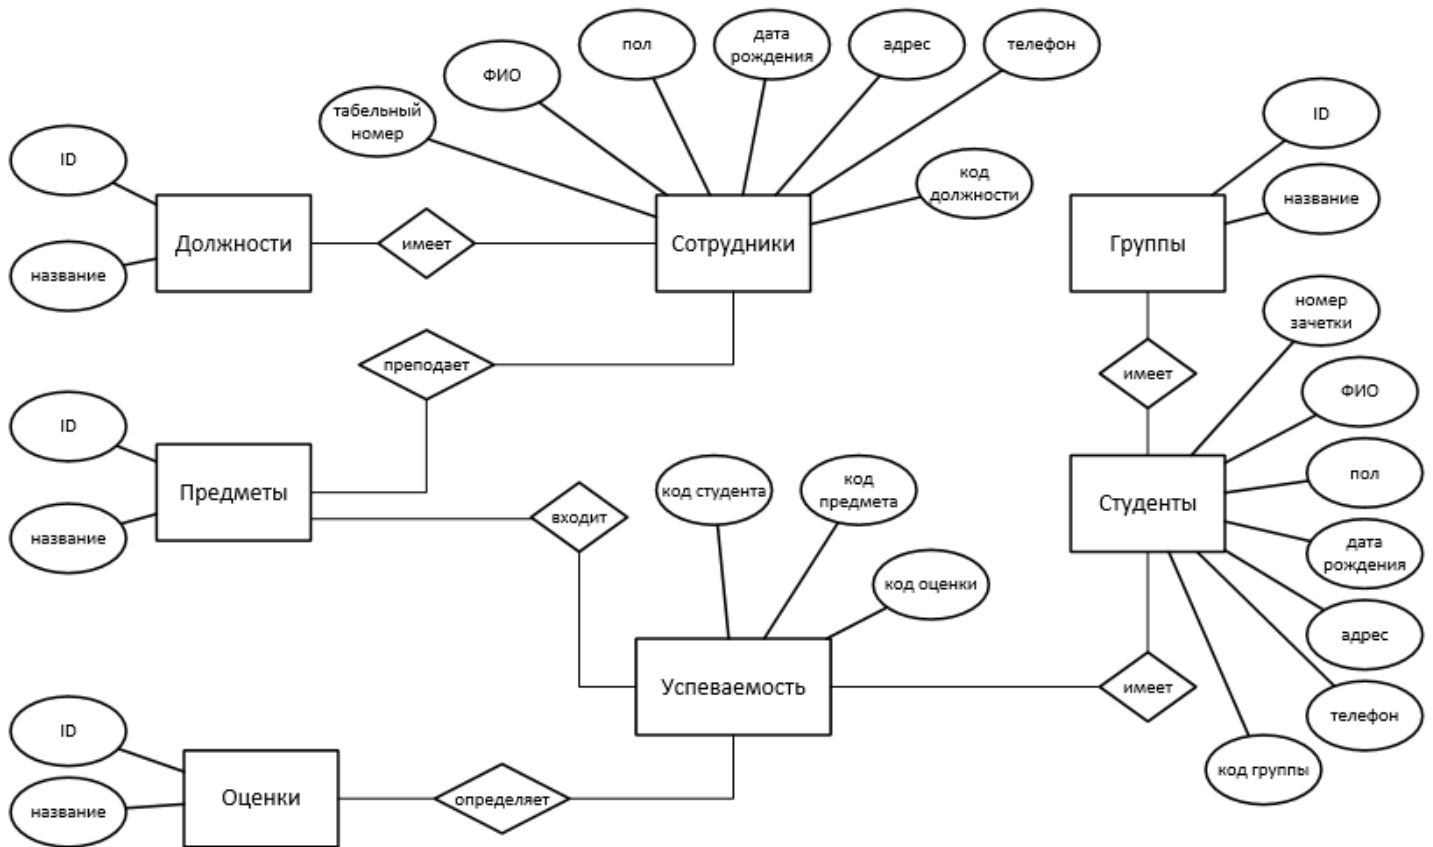 пол
дата
рождения
адрес
телефон
ФИО
табельный
номер
ID
ID
код
должности
название
Должности
имеет
Сотрудники
Группы
название
номер
зачетки
преподает
имеет
ФИО
ID
Предметы
название
входит
код студента
код
предмета
Студенты
пол
дата
рождения
код оценки
адрес
Успеваемость
имеет
телефон
код группы
ID
название
Оценки
определяет